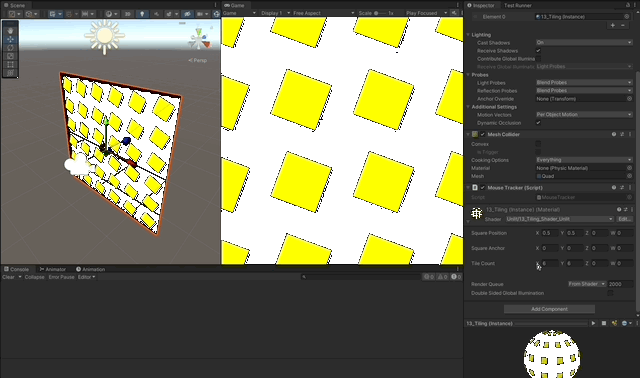 Scene
Game
Inspector
Test Runner
Game
Display 1
Free Aspect
Scale
1x
Play Focused
Element 0
13_Tiling (Instance)
Lighting
Cast Shadows
On
Receive Shadows
Contribute Global Illumin
Receive Global Illumin
Light Probes
Probes
Light Probes
Blend Probes
Reflection Probes
Blend Probes
Anchor Override
None (Transform)
Additional Settings
Motion Vectors
Per Object Motion
Dynamic Occlusion
Mesh Collider
Convex
Is Trigger
Cooking Options
Everything
Material
None (Physic Material)
Mesh
Quad
Mouse Tracker (Script)
Script
MouseTracker
13_Tiling (Instance) (Material)
Shader
Unlit/13_Tiling_Shader_Unlit
Edit...
Square Position
X 0.5 Y 0.5 Z 0 W 0
Square Anchor
X 0 Y 0 Z 0 W 0
Tile Count
X 6 Y 6 Z 0 W 0
Render Queue
From Shader
2000
Double Sided Global Illumination
Add Component
13_Tiling (Instance)
Persp
Console
Animator
Animation
Clear
Collapse
Error Pause
Editor
0
0
0